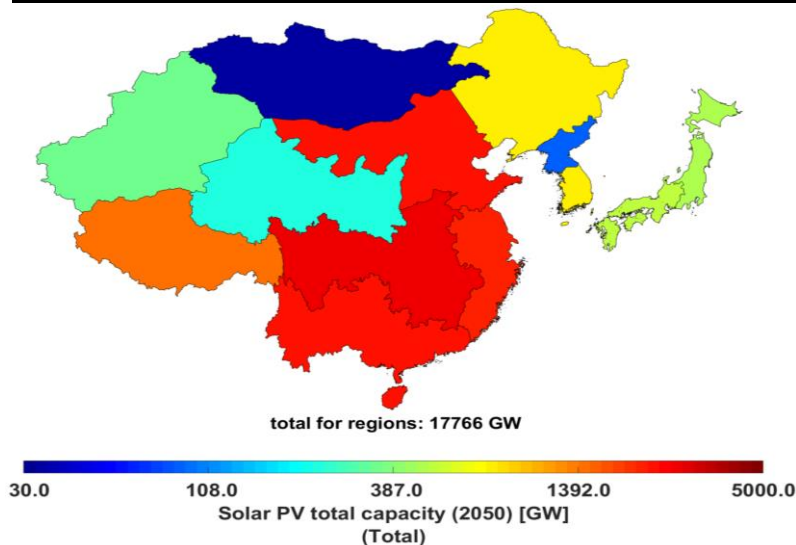 total for regions: 17766 GW
30.0 108.0 387.0 1392.0 5000.0
Solar PV total capacity (2050) [GW]
(Total)